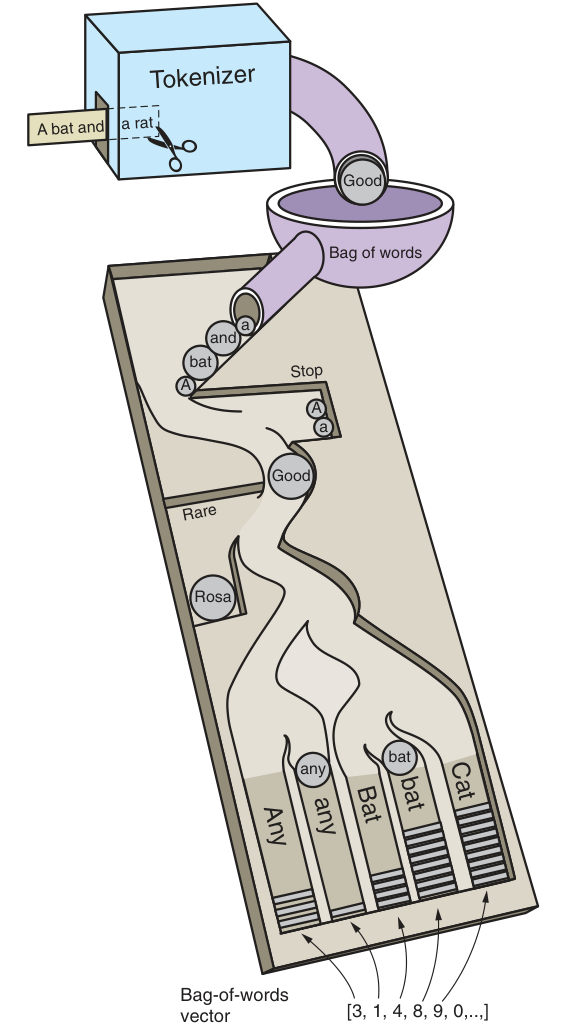 Tokenizer
A bat and a rat
Good
Bag of words
a
and
bat
A
Stop
A
a
Good
Rare
Rosa
any
bat
Any
any
Bat
bat
Cat
Bag-of-words
vector
[3, 1, 4, 8, 9, 0,..,]